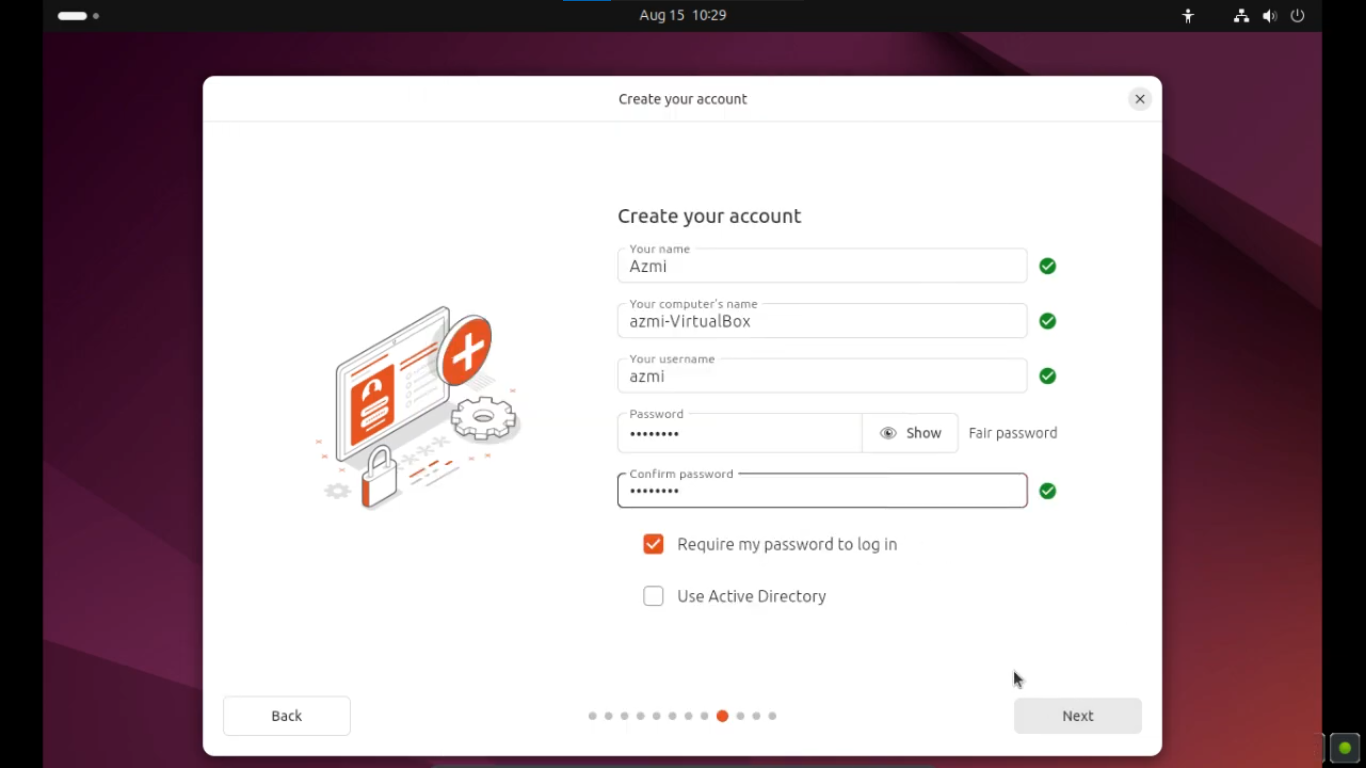 Aug 15 10:29
Create your account
Create your account
Your name
Azmi
Your computer's name
azmi-VirtualBox
Your username
azmi
Password
••••••••
Show
Fair password
Confirm password
••••••••
Require my password to log in
Use Active Directory
Back
Next